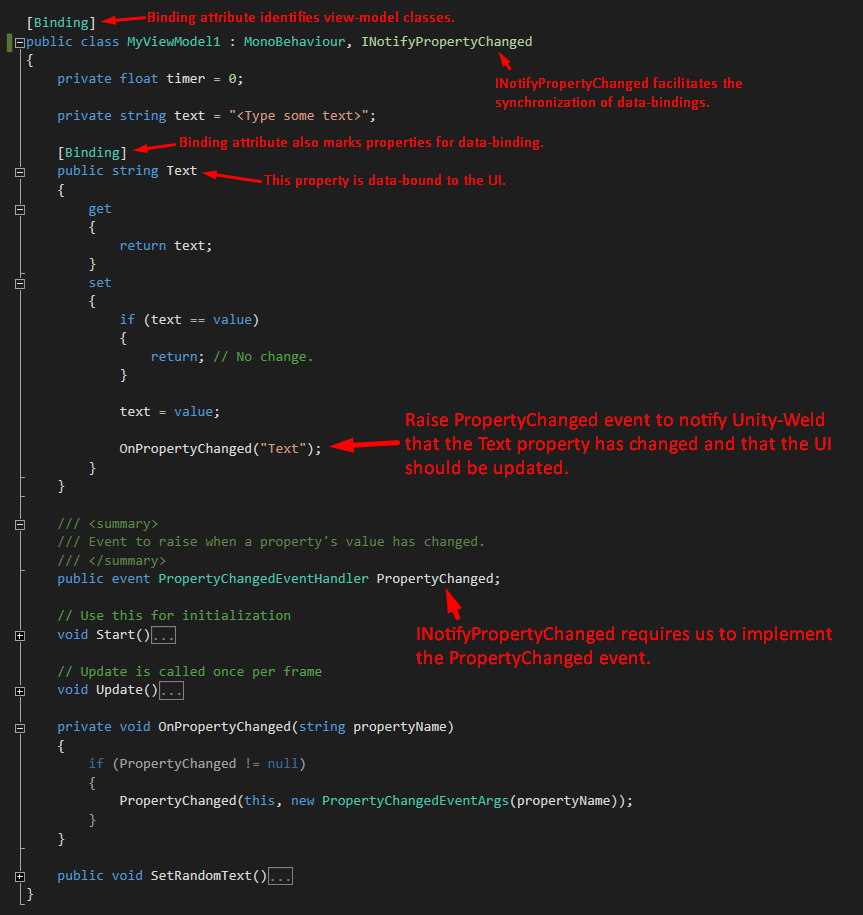 [Binding] Binding attribute identifies view-model classes.
public class MyViewModel1 : MonoBehaviour, INotifyPropertyChanged
{
private float timer = 0;
INotifyPropertyChanged facilitates the
synchronization of data-bindings.
private string text = "<Type some text>";
Binding attribute also marks properties for data-binding.
[Binding]
public string Text
This property is data-bound to the UI.
{
get
{
return text;
}
set
{
if (text == value)
{
return; // No change.
}
text = value;
Raise PropertyChanged event to notify Unity-Weld
that the Text property has changed and that the UI
should be updated.
OnPropertyChanged("Text");
}
}
/// <summary>
/// Event to raise when a property's value has changed.
/// </summary>
public event PropertyChangedEventHandler PropertyChanged;
INotifyPropertyChanged requires us to implement
the PropertyChanged event.
// Use this for initialization
void Start()...
// Update is called once per frame
void Update()...
private void OnPropertyChanged(string propertyName)
{
if (PropertyChanged != null)
{
PropertyChanged(this, new PropertyChangedEventArgs(propertyName));
}
}
public void SetRandomText()...
}